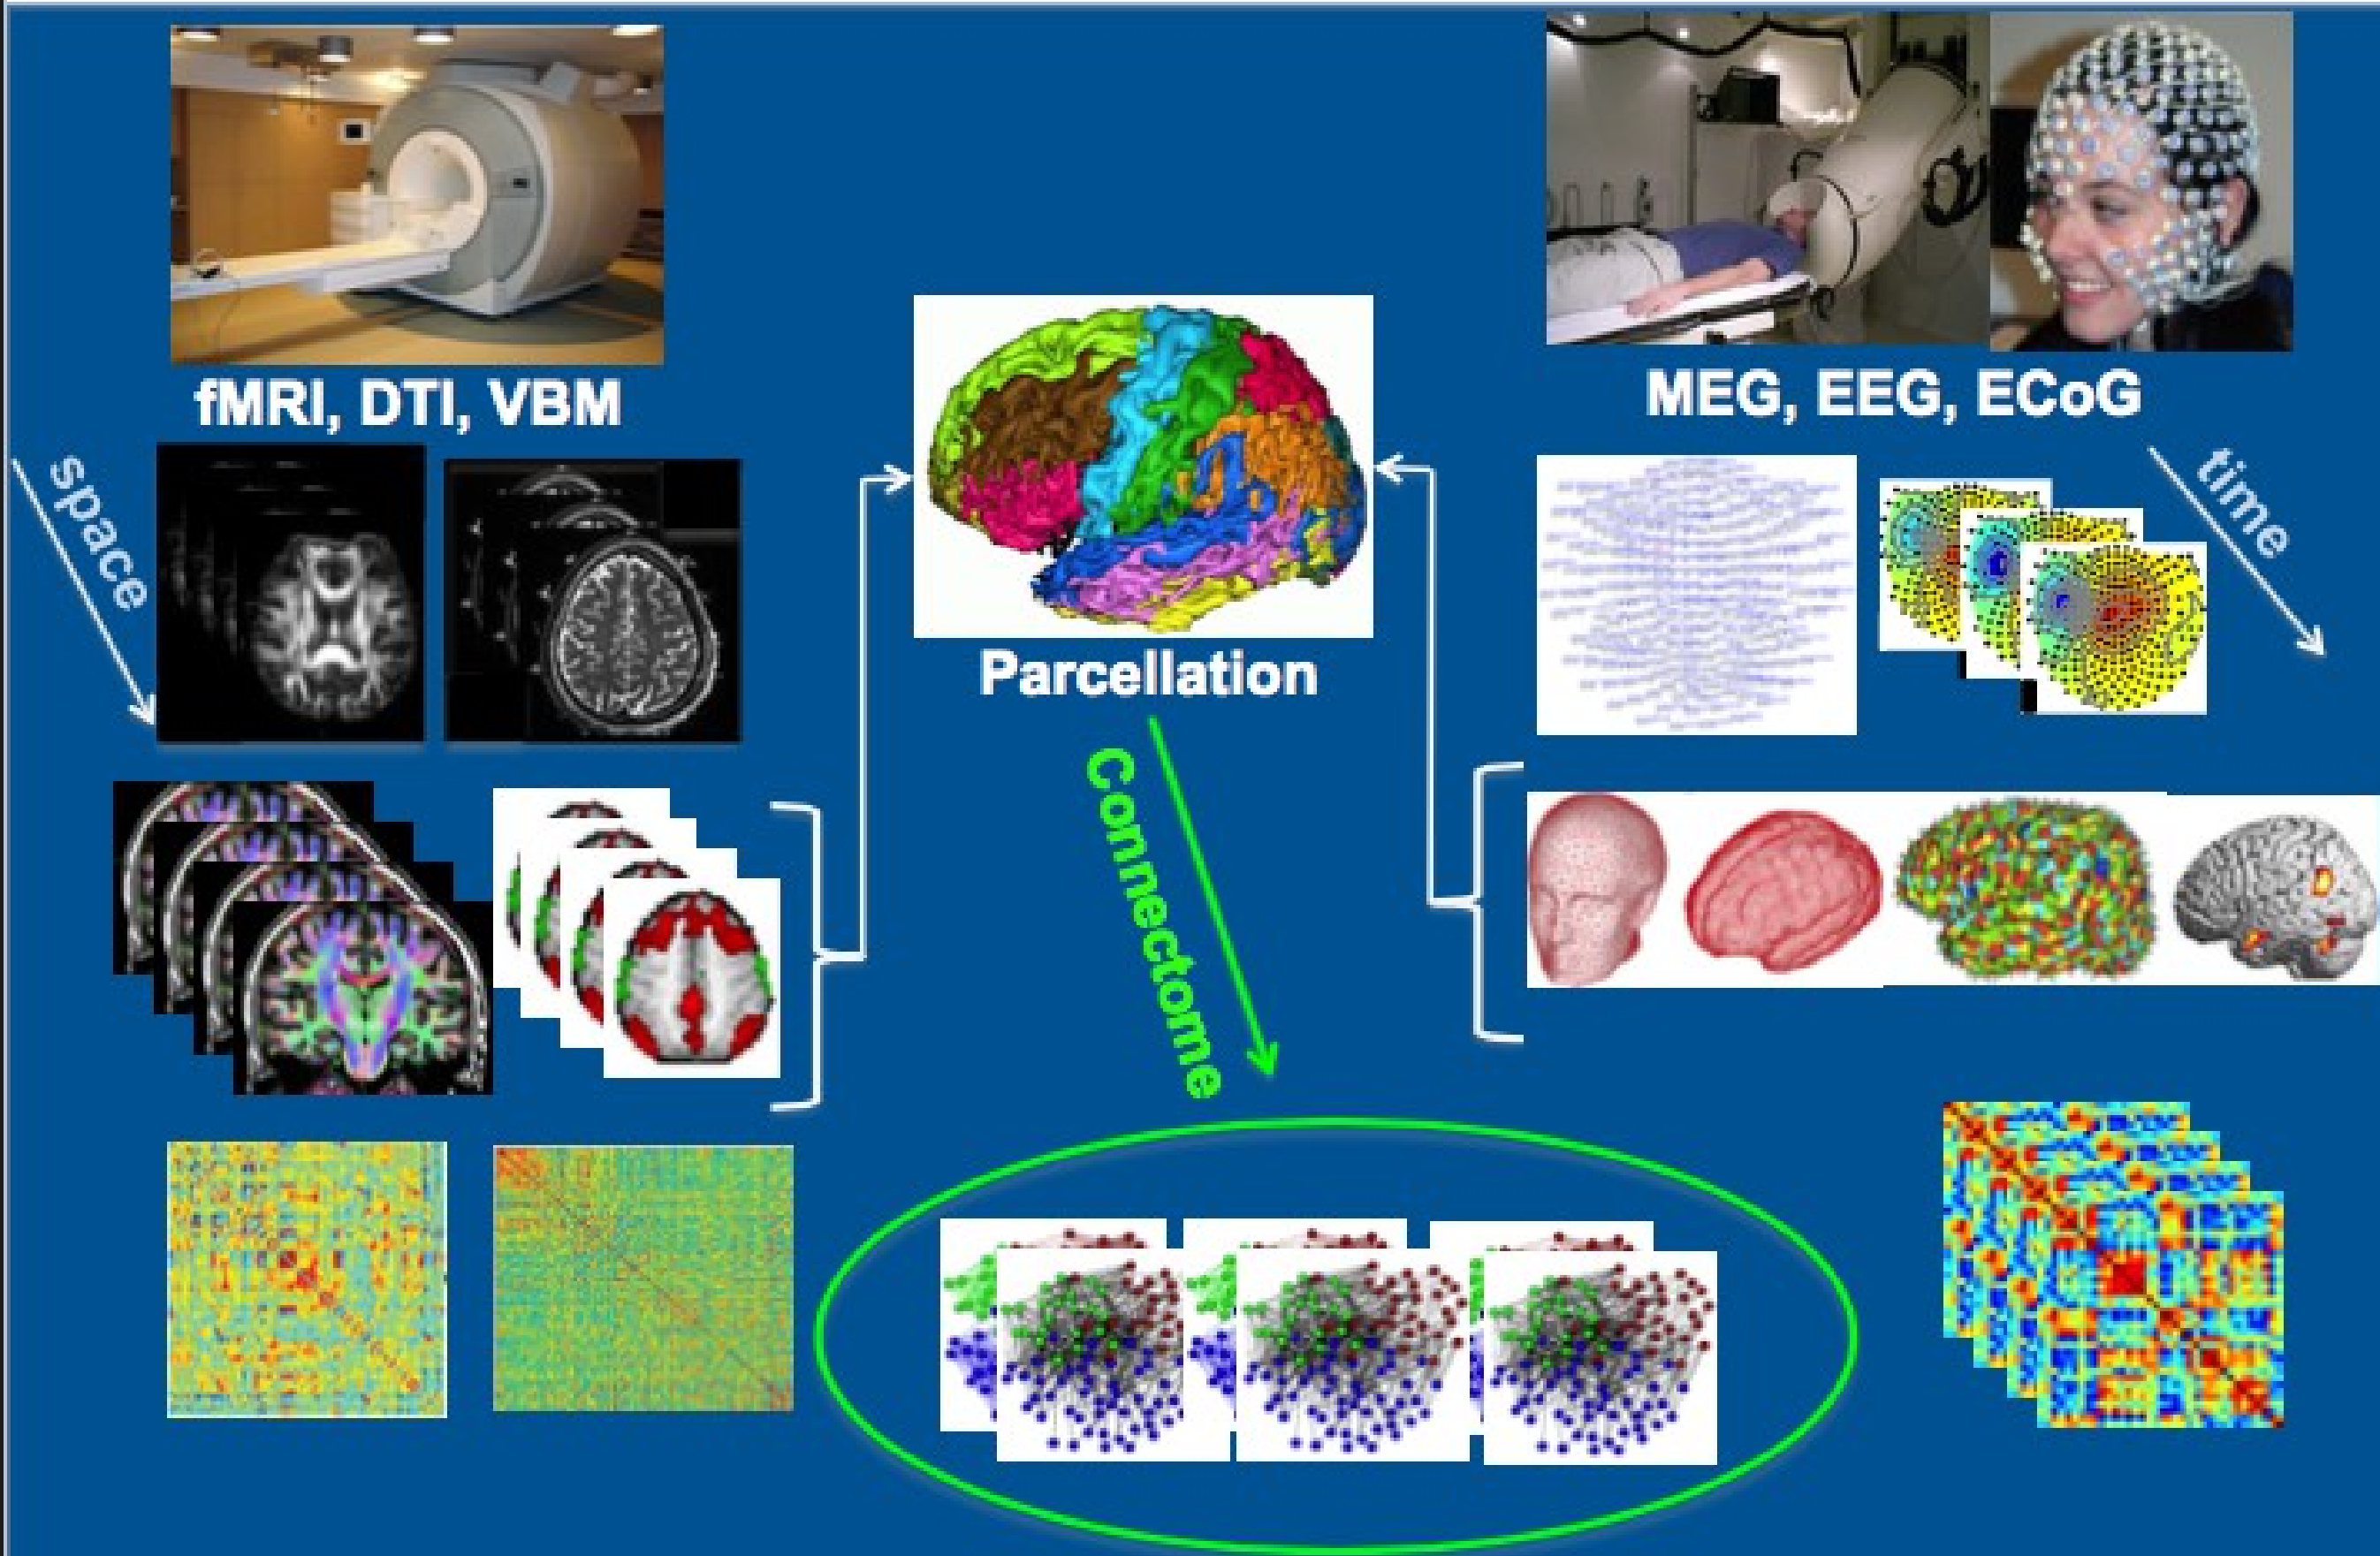 fMRI, DTI, VBM
MEG, EEG, ECoG
space
time
Parcellation
Connectome